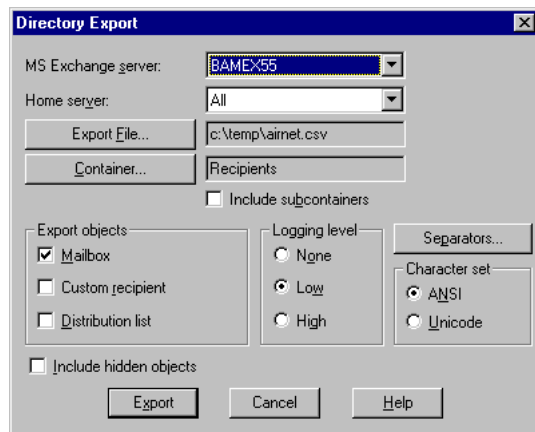 Directory Export
MS Exchange server: BAMEX55
Home server: All
Export File... c:\temp\airnet.csv
Container... Recipients
Include subcontainers
Export objects
Mailbox
Custom recipient
Distribution list
Logging level
None
Low
High
Separators...
Character set
ANSI
Unicode
Include hidden objects
Export Cancel Help